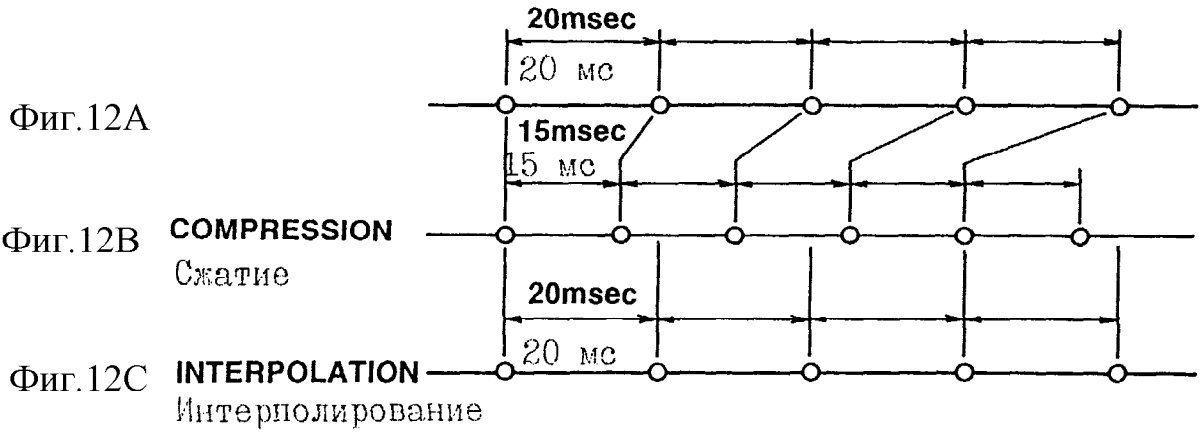 20msec
20 мс
Фиг.12A
15msec
15 мс
Фиг.12B COMPRESSION
Сжатие
20msec
20 мс
Фиг.12C INTERPOLATION
Интерполирование